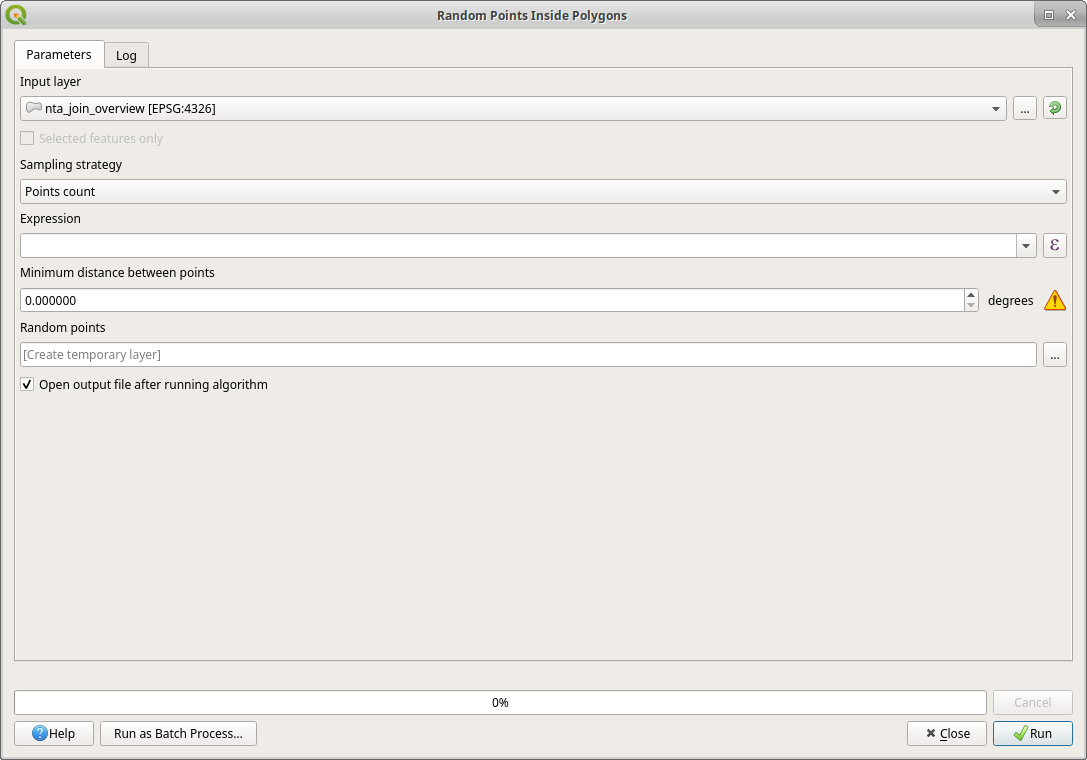 Random Points Inside Polygons
Parameters
Log
Input layer
nta_join_overview [EPSG:4326]
...
Selected features only
Sampling strategy
Points count
Expression
ε
Minimum distance between points
0.000000
degrees
Random points
[Create temporary layer]
...
Open output file after running algorithm
0%
Cancel
Help
Run as Batch Process...
Close
Run